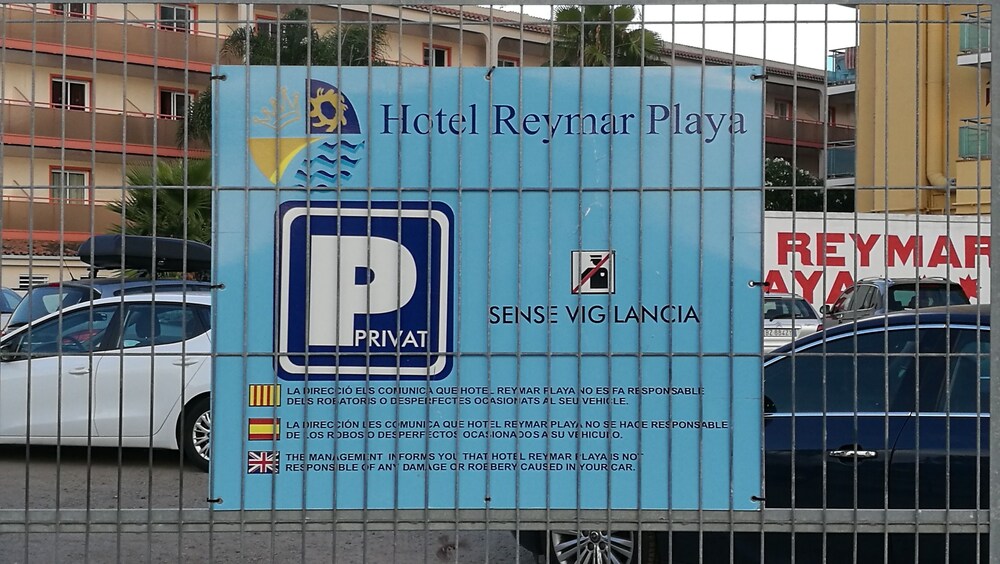 Hotel Reymar Playa
P
PRIVAT
SENSE VIGILANCIA
LA DIRECCIÓ ELS COMUNICA QUE HOTEL REYMAR PLAYA NO ES FA RESPONSABLE
DELS ROBATORIS O DESPERFECTES OCASIONATS AL SEU VEHICLE.
LA DIRECCIÓN LES COMUNICA QUE HOTEL REYMAR PLAYA NO SE HACE RESPONSABLE
DE LOS ROBOS O DESPERFECTOS OCASIONADOS A SU VEHICULO.
THE MANAGEMENT INFORMS YOU THAT HOTEL REYMAR PLAYA IS NOT
RESPONSIBLE OF ANY DAMAGE OR ROBBERY CAUSED IN YOUR CAR.
REYMAR
AYA